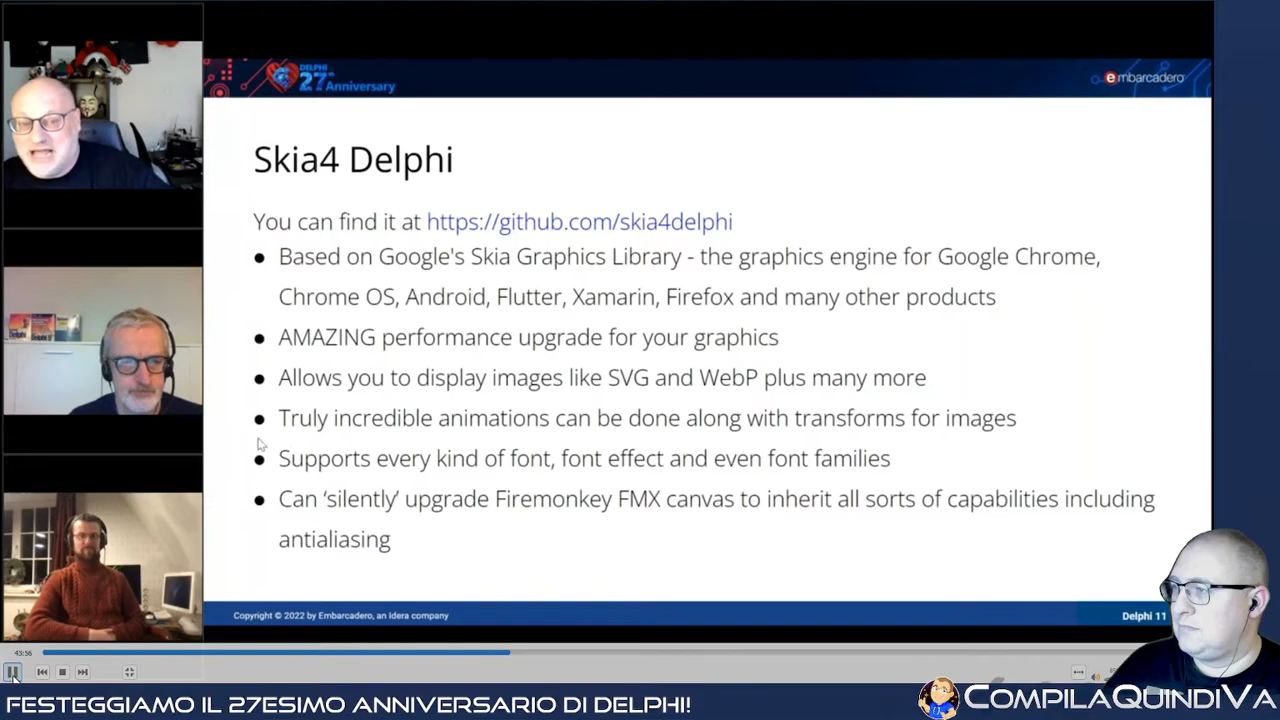 DELPHI
27th
Anniversary
embarcadero
Skia4 Delphi
You can find it at https://github.com/skia4delphi
Based on Google's Skia Graphics Library - the graphics engine for Google Chrome,
Chrome OS, Android, Flutter, Xamarin, Firefox and many other products
AMAZING performance upgrade for your graphics
Allows you to display images like SVG and WebP plus many more
Truly incredible animations can be done along with transforms for images
Supports every kind of font, font effect and even font families
Can ‘silently’ upgrade Firemonkey FMX canvas to inherit all sorts of capabilities including
antialiasing
Copyright © 2022 by Embarcadero, an Idera company
Delphi 11
43:56
FESTEGGIAMO IL 27ESIMO ANNIVERSARIO DI DELPHI!
COMPILAQUINDIVA